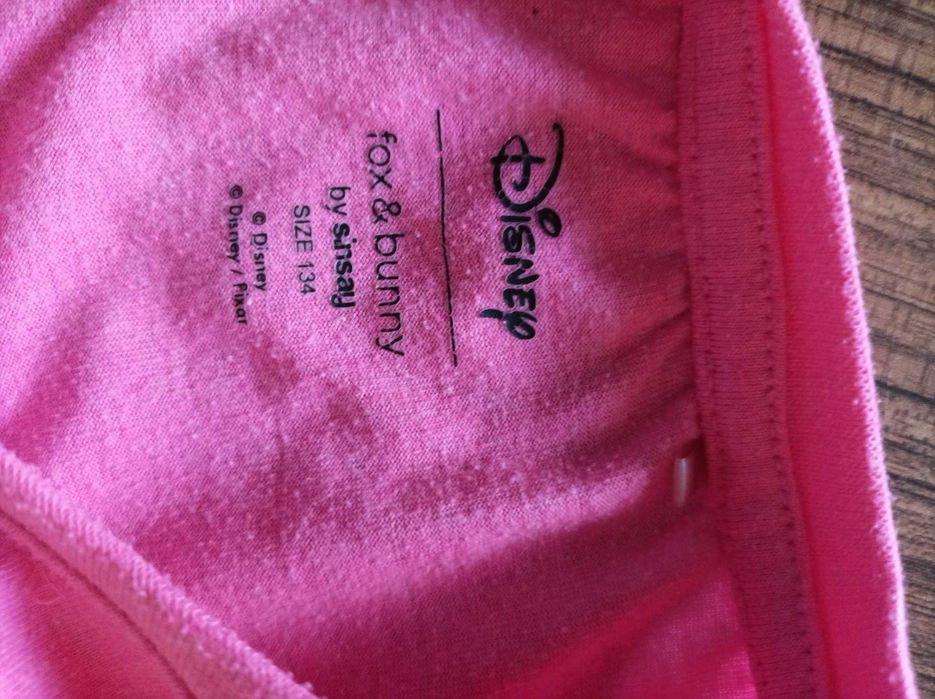 Disney
fox & bunny
by sinsay
SIZE 134
© Disney
© Disney / Pixar